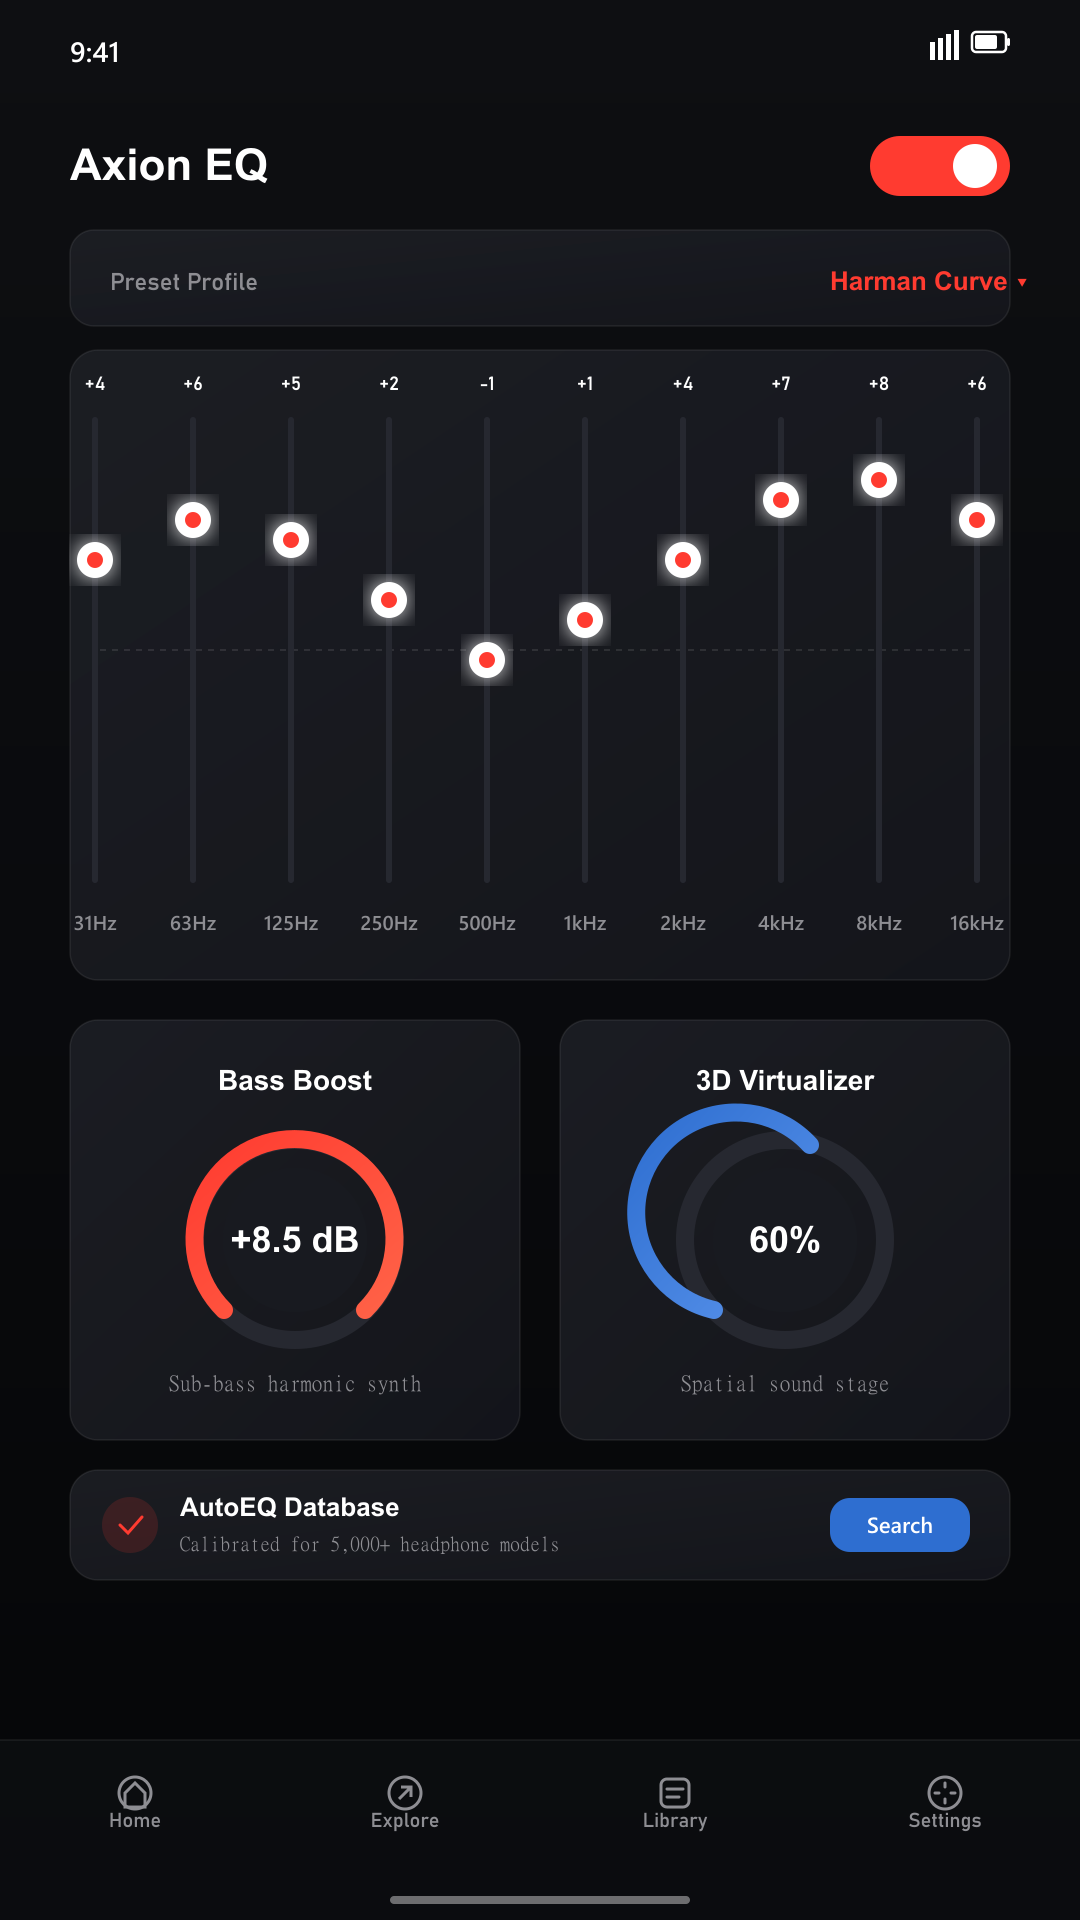 9:41
Axion EQ
Preset Profile
Harman Curve ▾
+4 +6 +5 +2 -1 +1 +4 +7 +8 +6
31Hz 63Hz 125Hz 250Hz 500Hz 1kHz 2kHz 4kHz 8kHz 16kHz
Bass Boost
+8.5 dB
Sub-bass harmonic synth
3D Virtualizer
60%
Spatial sound stage
AutoEQ Database
Calibrated for 5,000+ headphone models
Search
Home
Explore
Library
Settings